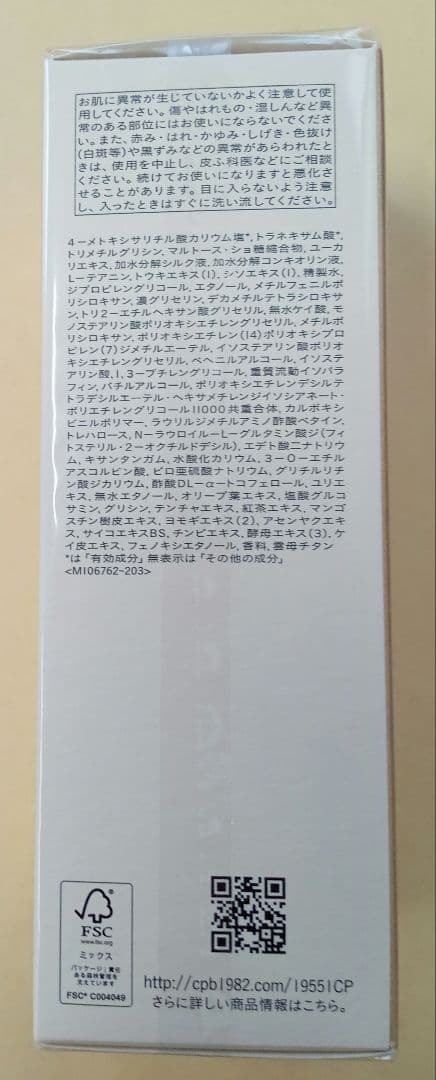 お肌に異常が生じていないかよく注意して使
用してください。傷やはれもの・湿しんなど異
常のある部位にはお使いにならないでくださ
い。また、赤み・はれ・かゆみ・しげき・色抜け
(白斑等)や黒ずみなどの異常があらわれたと
きは、使用を中止し、皮ふ科医などにご相談
ください。続けてお使いになりますと悪化さ
せることがあります。目に入らないよう注意
し、入ったときはすぐに洗い流してください。
4ーメトキシサリチル酸カリウム塩*, トラネキサム酸*,
トリメチルグリシン, マルトース・ショ糖縮合物, ユーカ
リエキス, 加水分解シルク液, 加水分解コンキオリン液,
Lーテアニン, トウキエキス(1), シソエキス(1), 精製水,
ジプロピレングリコール, エタノール, メチルフェニルポ
リシロキサン, 濃グリセリン, デカメチルテトラシロキサ
ン, トリ2ーエチルヘキサン酸グリセリル, 無水ケイ酸, モ
ノステアリン酸ポリオキシエチレングリセリル, メチルポ
リシロキサン, ポリオキシエチレン(14)ポリオキシプロ
ピレン(7)ジメチルエーテル, イソステアリン酸ポリオ
キシエチレングリセリル, ベヘニルアルコール, イソステ
アリン酸, 1,3ーブチレングリコール, 重質流動イソパラ
フィン, バチルアルコール, ポリオキシエチレンデシルテ
トラデシルエーテル・ヘキサメチレンジイソシアネート・
ポリエチレングリコール11000共重合体, カルボキシ
ビニルポリマー, ラウリルジメチルアミノ酢酸ベタイン,
トレハロース, NーラウロイルーLーグルタミン酸ジ(フィ
トステリル・2ーオクチルドデシル), エデト酸二ナトリウ
ム, キサンタンガム, 水酸化カリウム, 3ーOーエチル
アスコルビン酸, ピロ亜硫酸ナトリウム, グリチルリチ
ン酸ジカリウム, 酢酸DLーαートコフェロール, ユリエ
キス, 無水エタノール, オリーブ葉エキス, 塩酸グルコ
サミン, グリシン, テンチャエキス, 紅茶エキス, マンゴ
スチン樹皮エキス, ヨモギエキス(2), アセンヤクエキ
ス, サイコエキスBS, チンピエキス, 酵母エキス(3), ケ
イ皮エキス, フェノキシエタノール, 香料, 雲母チタン
*は「有効成分」無表示は「その他の成分」
<MI06762-203>
FSC
www.fsc.org
ミックス
パッケージ|責任
ある森林管理を
支えています
FSC® C004049
http://cpb1982.com/19551CP
さらに詳しい商品情報はこちら。